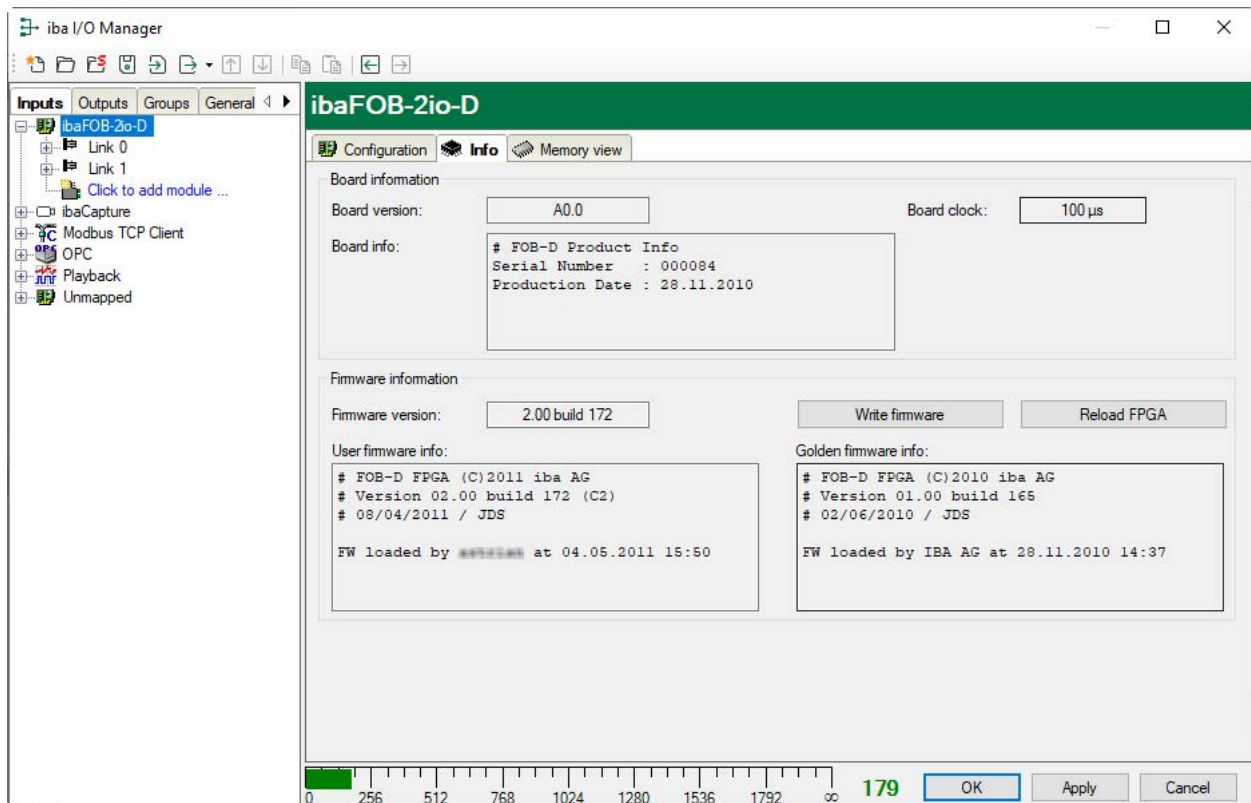 iba I/O Manager
Inputs Outputs Groups General
ibaFOB-2io-D
Link 0
Link 1
Click to add module ...
ibaCapture
Modbus TCP Client
OPC
Playback
Unmapped
ibaFOB-2io-D
Configuration Info Memory view
Board information
Board version: A0.0 Board clock: 100 µs
Board info:
# FOB-D Product Info
Serial Number : 000084
Production Date : 28.11.2010
Firmware information
Firmware version: 2.00 build 172 Write firmware Reload FPGA
User firmware info:
# FOB-D FPGA (C)2011 iba AG
# Version 02.00 build 172 (C2)
# 08/04/2011 / JDS
FW loaded by at 04.05.2011 15:50
Golden firmware info:
# FOB-D FPGA (C)2010 iba AG
# Version 01.00 build 165
# 02/06/2010 / JDS
FW loaded by IBA AG at 28.11.2010 14:37
0 256 512 768 1024 1280 1536 1792 ∞ 179 OK Apply Cancel